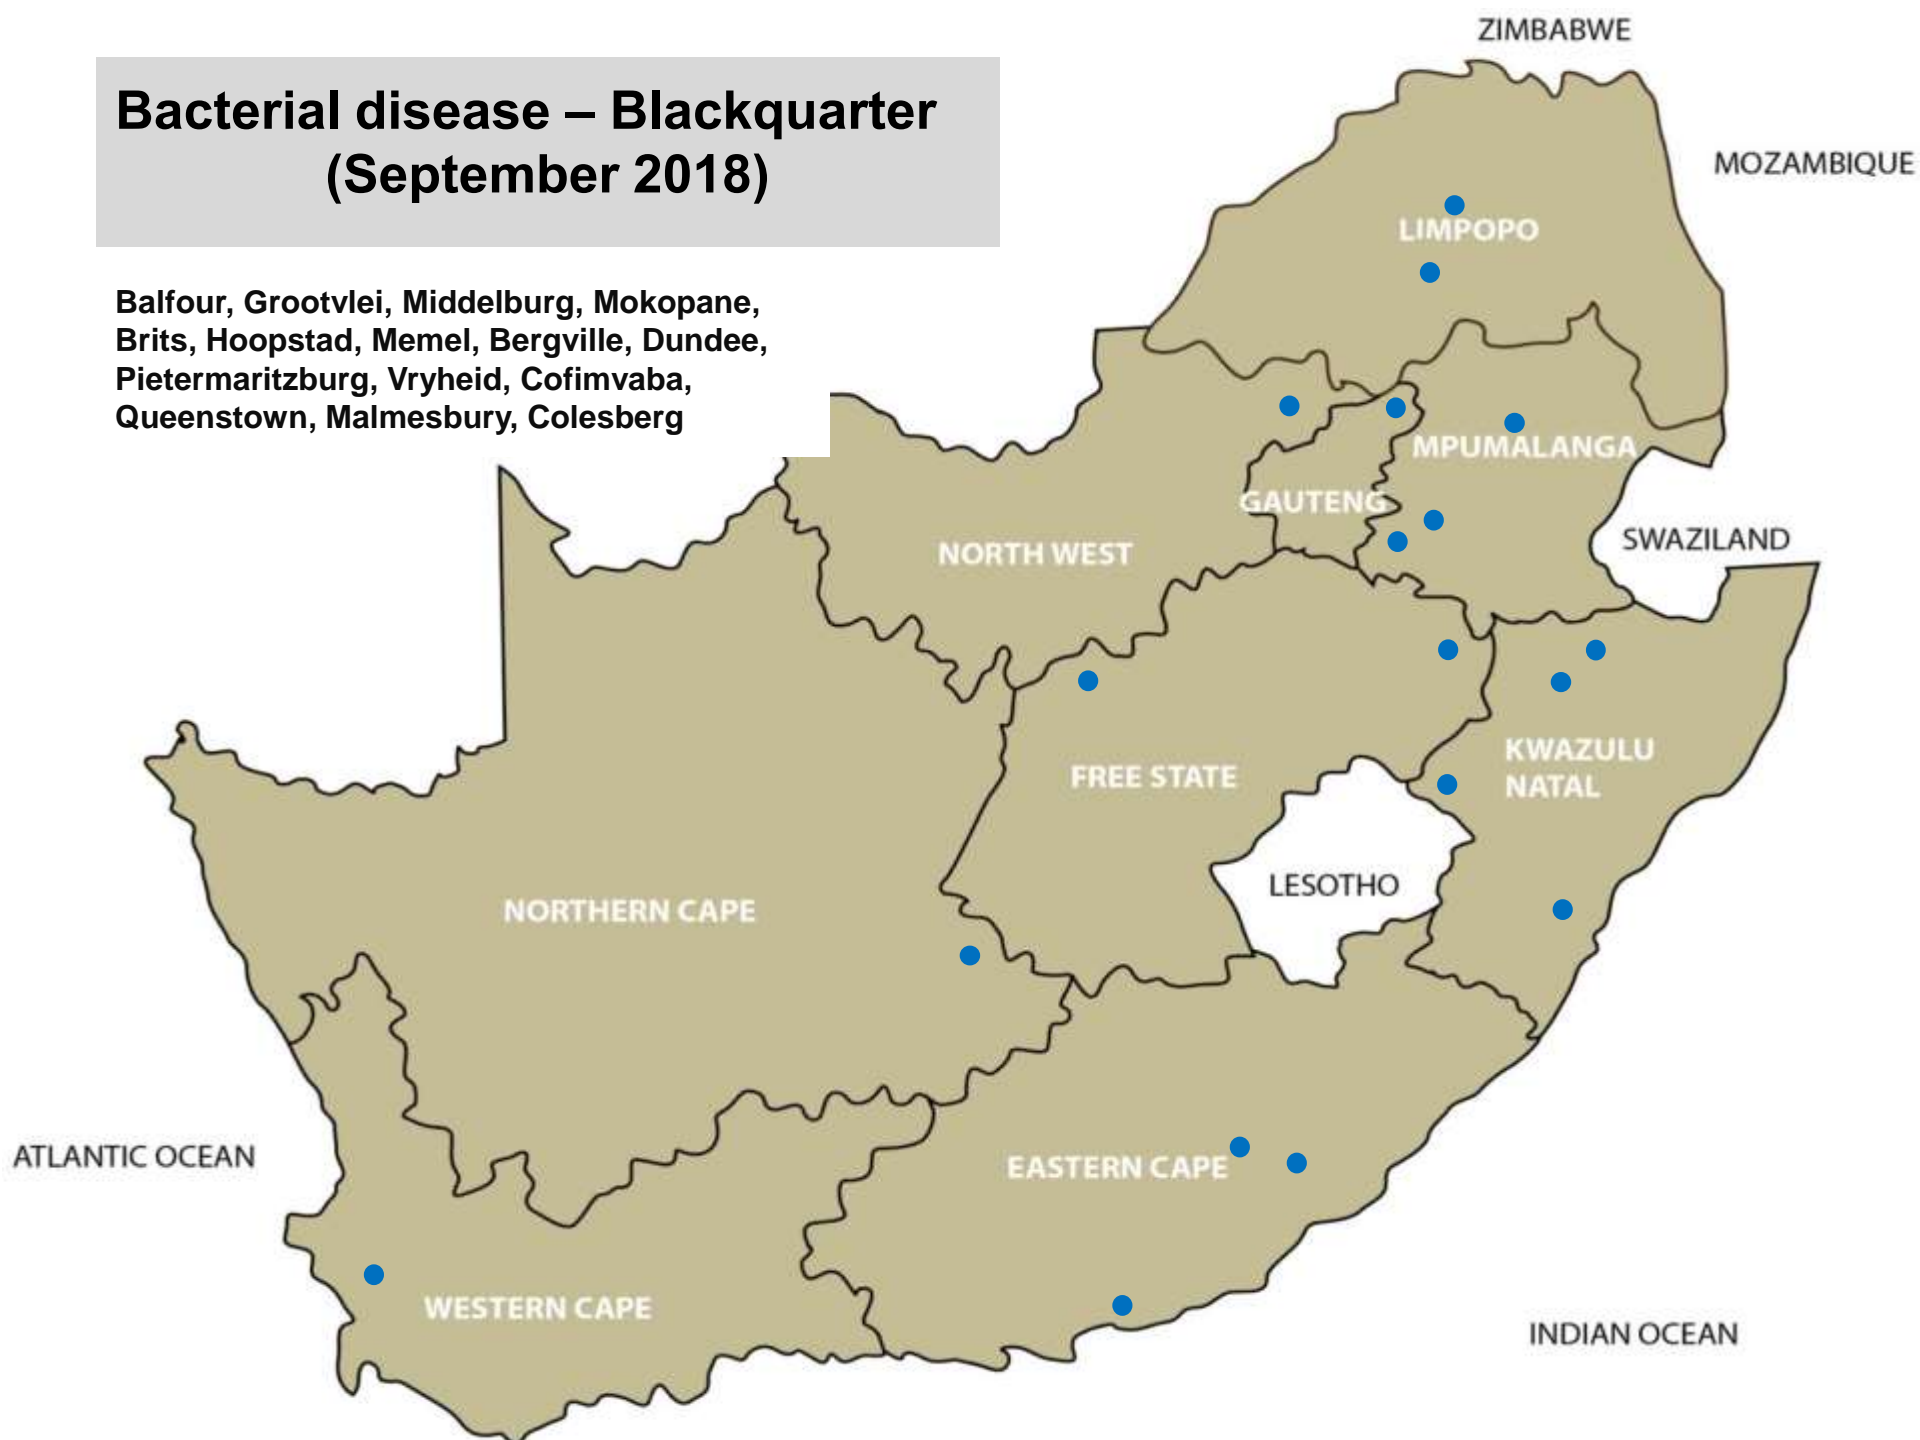 Bacterial disease – Blackquarter
(September 2018)
Balfour, Grootvlei, Middelburg, Mokopane,
Brits, Hoopstad, Memel, Bergville, Dundee,
Pietermaritzburg, Vryheid, Cofimvaba,
Queenstown, Malmesbury, Colesberg
ZIMBABWE
MOZAMBIQUE
LIMPOPO
MPUMALANGA
GAUTENG
SWAZILAND
NORTH WEST
KWAZULU
NATAL
FREE STATE
LESOTHO
NORTHERN CAPE
ATLANTIC OCEAN
EASTERN CAPE
WESTERN CAPE
INDIAN OCEAN